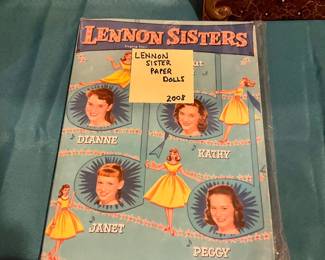 LENNON SISTERS
LENNON
SISTER
PAPER
DOLLS
2008
DIANNE
KATHY
JANET
PEGGY